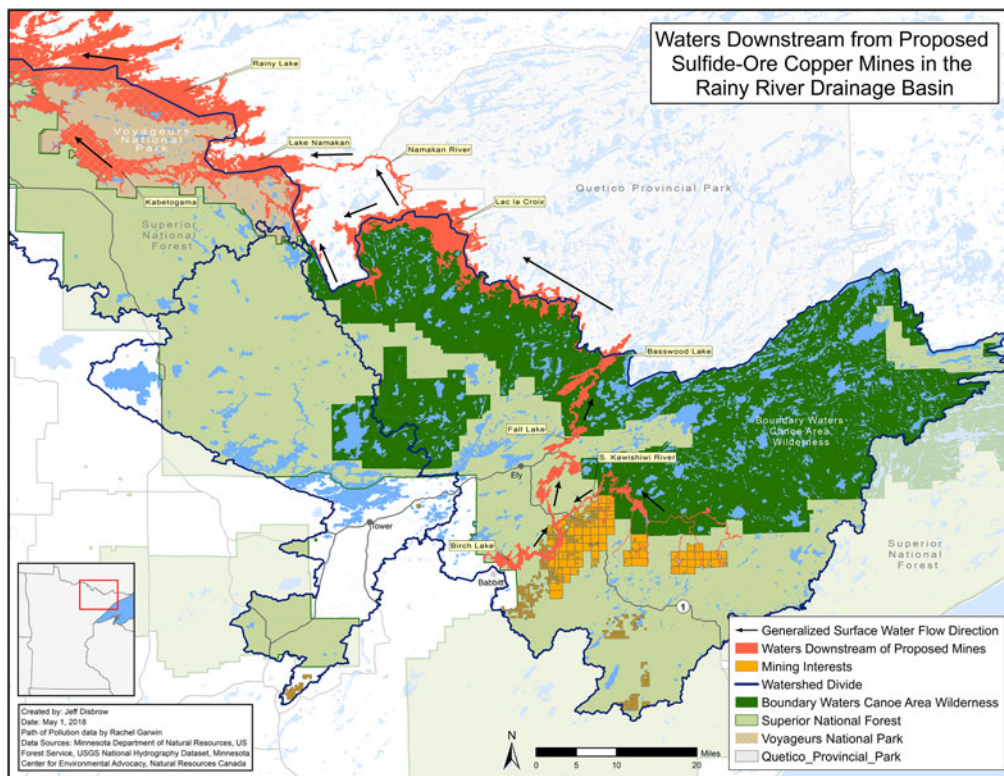 Waters Downstream from Proposed
Sulfide-Ore Copper Mines in the
Rainy River Drainage Basin
Rainy Lake
Voyageurs
National
Park
Lake Namakan
Namakan River
Quetico Provincial Park
Kabetogama
Lac la Croix
Superior
National
Forest
Basswood Lake
Boundary Waters
Canoe Area
Wilderness
Fall Lake
S. Kawishiwi River
Ely
Tower
Birch Lake
Babbitt
Superior
National
Forest
1
Generalized Surface Water Flow Direction
Waters Downstream of Proposed Mines
Mining Interests
Watershed Divide
Boundary Waters Canoe Area Wilderness
Superior National Forest
Voyageurs National Park
Quetico_Provincial_Park
Created by: Jeff Disbrow
Date: May 1, 2018
Path of Pollution data by Rachel Garwin
Data Sources: Minnesota Department of Natural Resources, US
Forest Service, USGS National Hydrography Dataset, Minnesota
Center for Environmental Advocacy, Natural Resources Canada
N
0 5 10 20
Miles